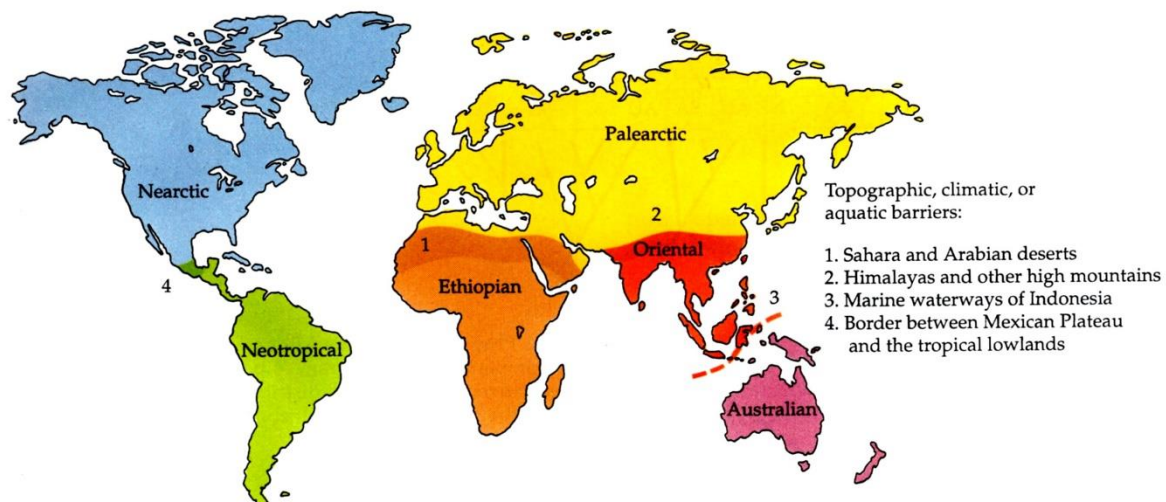 Palearctic
Nearctic
Topographic, climatic, or
aquatic barriers:
2
Oriental
1
1. Sahara and Arabian deserts
2. Himalayas and other high mountains
3. Marine waterways of Indonesia
4. Border between Mexican Plateau
and the tropical lowlands
4
Ethiopian
3
Neotropical
Australian